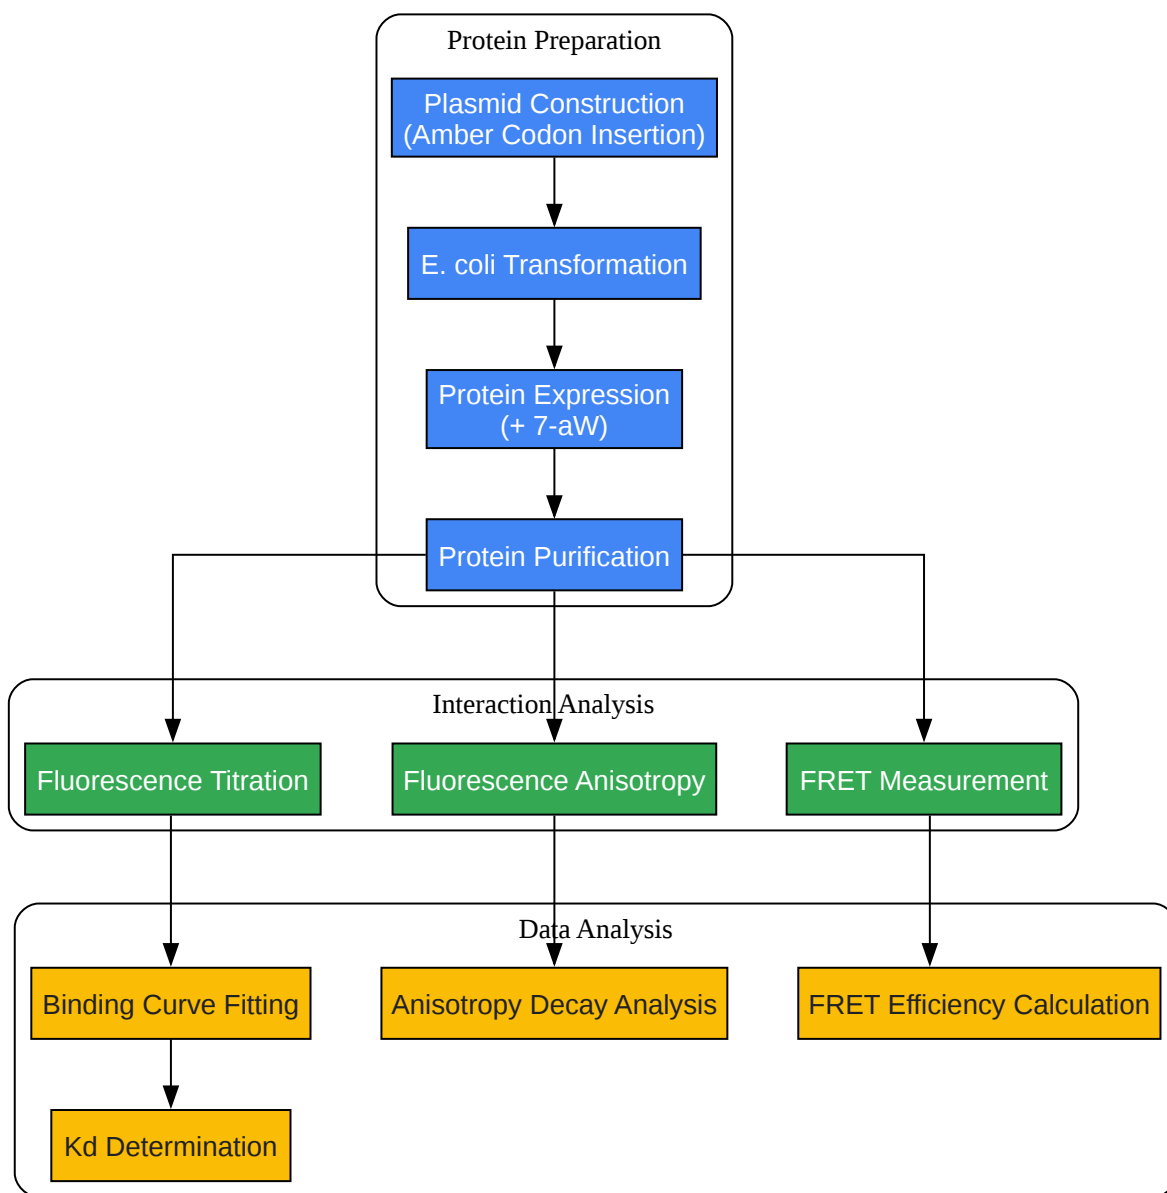 Protein Preparation
Plasmid Construction
(Amber Codon Insertion)
E. coli Transformation
Protein Expression
(+ 7-aW)
Protein Purification
Interaction Analysis
Fluorescence Titration
Fluorescence Anisotropy
FRET Measurement
Data Analysis
Binding Curve Fitting
Anisotropy Decay Analysis
FRET Efficiency Calculation
Kd Determination